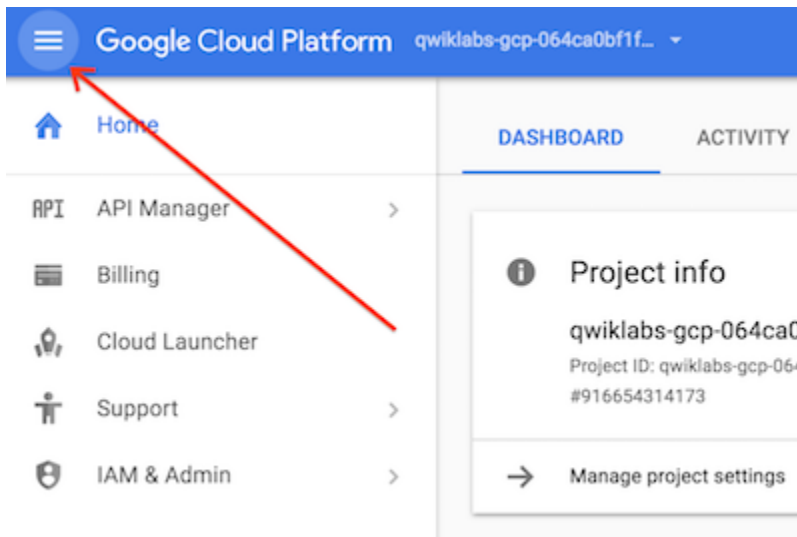 Google Cloud Platform qwiklabs-gcp-064ca0bf1f...
Home
API API Manager
Billing
Cloud Launcher
Support
IAM & Admin
DASHBOARD ACTIVITY
Project info
qwiklabs-gcp-064ca0
Project ID: qwiklabs-gcp-064
#916654314173
Manage project settings